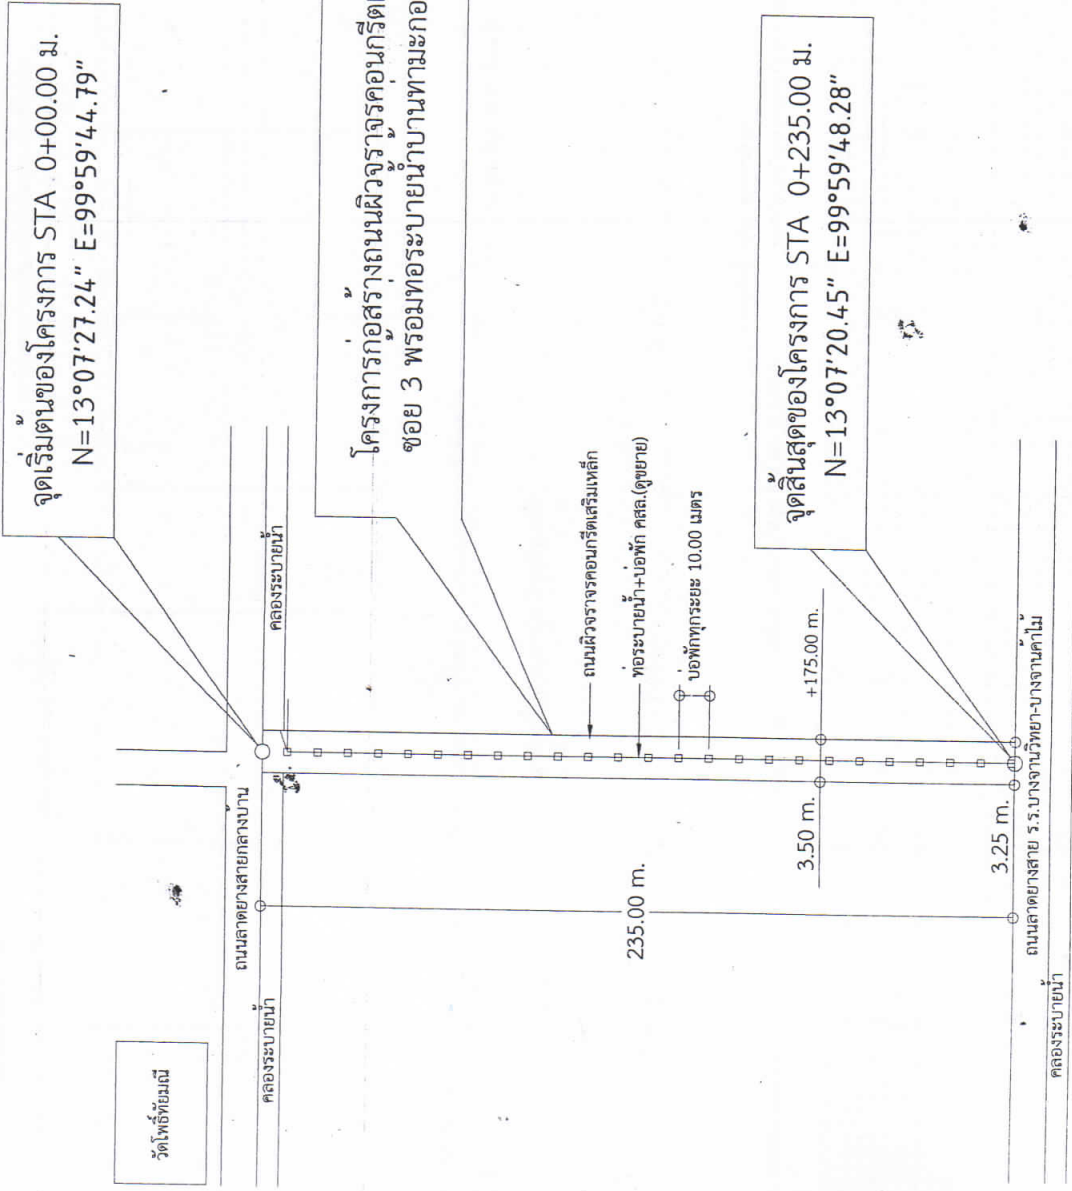 จุดเริ่มต้นของโครงการ STA 0+00.00 ม.
N=13°07'27.24" E=99°59'44.79"
โครงการก่อสร้างถนนผิวจราจรคอนกรีต
ซอย 3 พร้อมท่อระบายน้ำบ้านท่ามะกอ
จุดสิ้นสุดของโครงการ STA 0+235.00 ม.
N=13°07'20.45" E=99°59'48.28"
คลองระบายน้ำ
ถนนผิวจราจรคอนกรีตเสริมเหล็ก
ท่อระบายน้ำ+บ่อพัก คสล.(ดูขยาย)
บ่อพักทุกระยะ 10.00 เมตร
+175.00 m.
ถนนลาดยางสายกลางบ้าน
คลองระบายน้ำ
วัดโพธิ์ทัยมณี
235.00 m.
3.50 m.
3.25 m.
ถนนลาดยางสาย ร.ร.บางจานวิทยา-บางจานค้าไม้
คลองระบายน้ำ